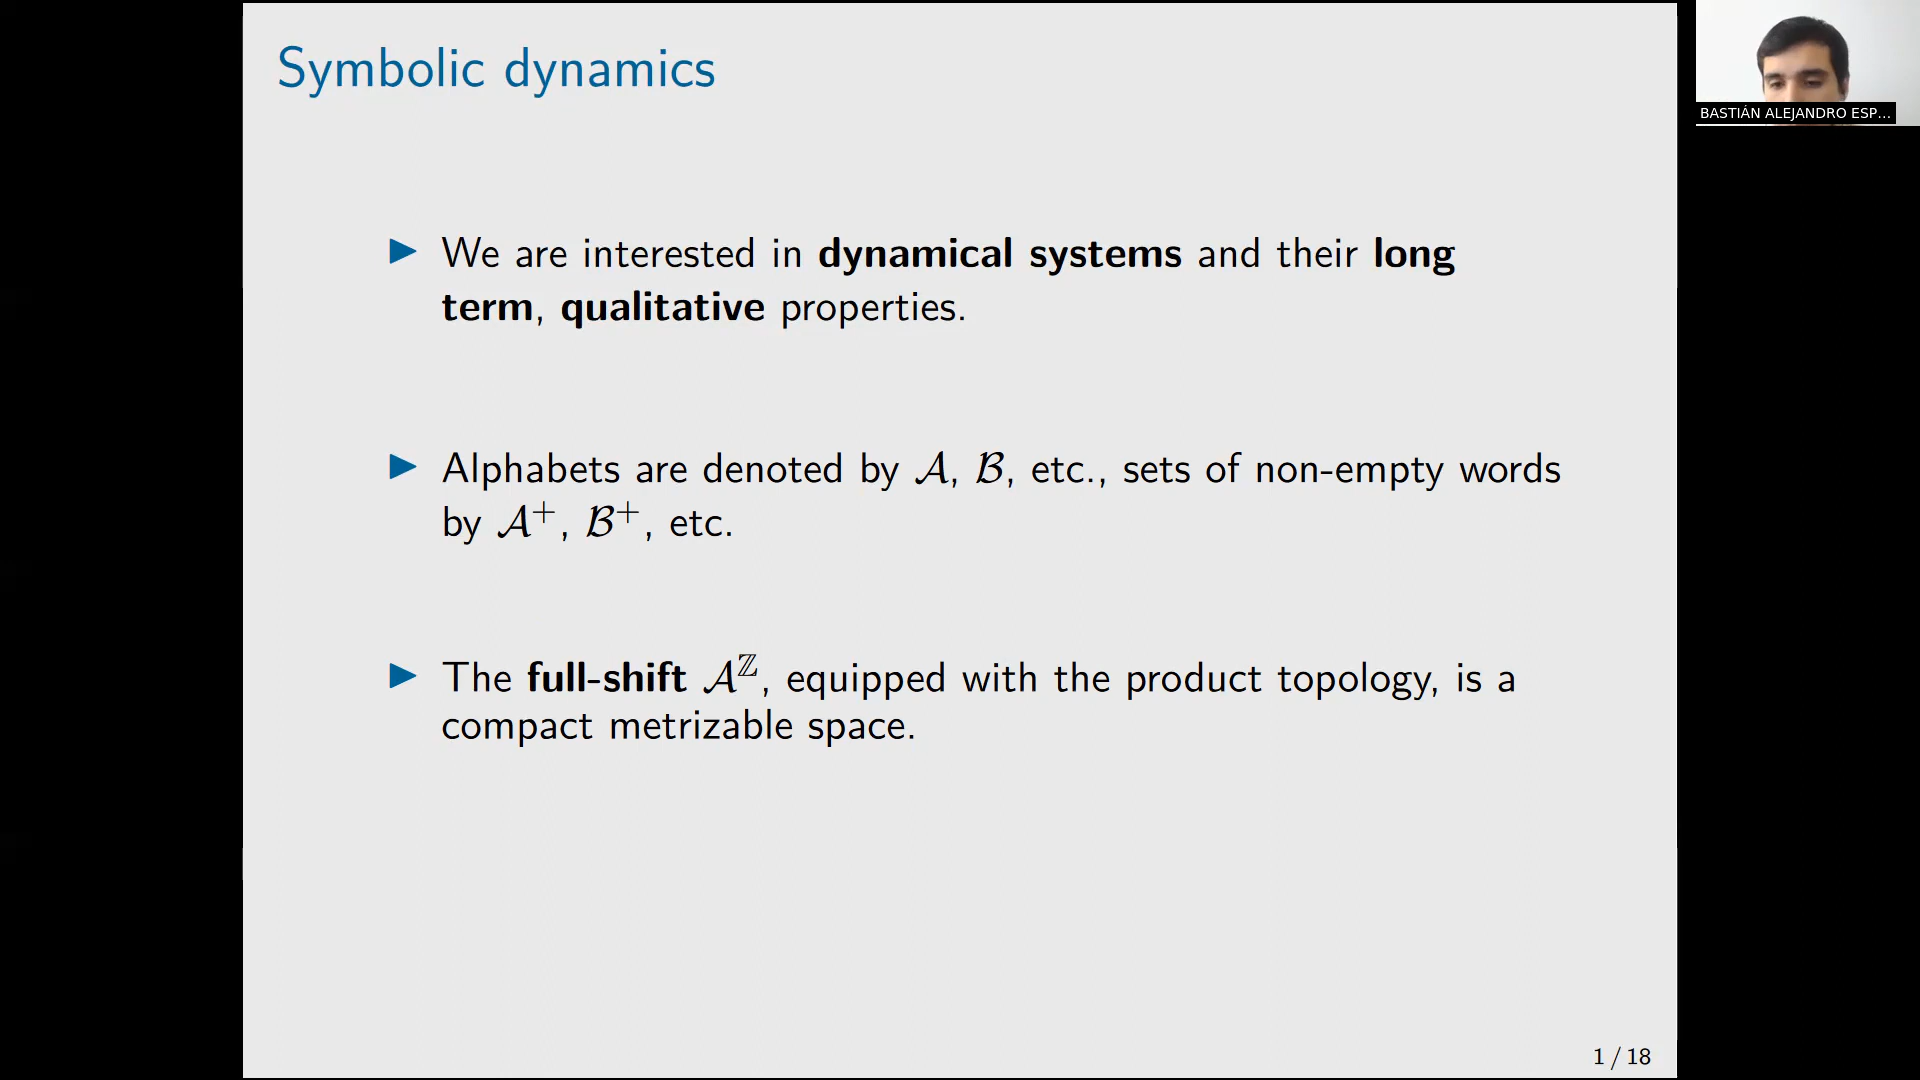 Symbolic dynamics
BASTIÁN ALEJANDRO ESP...
▶ We are interested in dynamical systems and their long
term, qualitative properties.
▶ Alphabets are denoted by 𝒜, ℬ, etc., sets of non-empty words
by 𝒜⁺, ℬ⁺, etc.
▶ The full-shift 𝒜^ℤ, equipped with the product topology, is a
compact metrizable space.
1 / 18